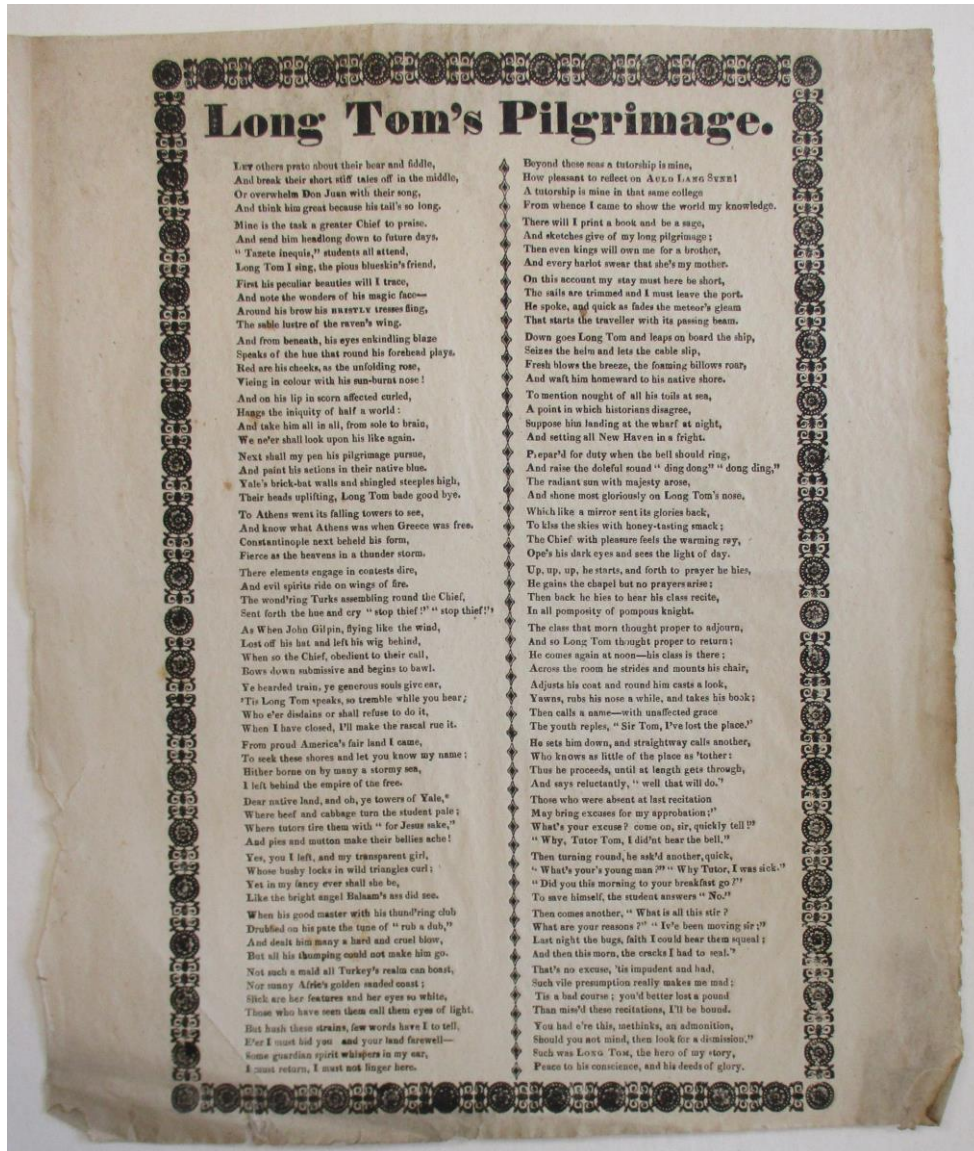 Long Tom's Pilgrimage.
LET others prate about their bear and fiddle,
And break their short stiff tales off in the middle,
Or overwhelm Don Juan with their song,
And think him great because his tail's so long.
Mine is the task a greater Chief to praise.
And send him headlong down to future days,
"Tazete inequis," students all attend,
Long Tom I sing, the pious blueskin's friend.
First his peculiar beauties will I trace,
And note the wonders of his magic face—
Around his brow his BRISTLY tresses fling,
The sable lustre of the raven's wing.
And from beneath, his eyes enkindling blaze
Speaks of the hue that round his forehead plays.
Red are his cheeks, as the unfolding rose,
Vieing in colour with his sun-burnt nose!
And on his lip in scorn affected curled,
Hangs the iniquity of half a world:
And take him all in all, from sole to brain,
We ne'er shall look upon his like again.
Next shall my pen his pilgrimage pursue,
And paint his actions in their native blue.
Yale's brick-bat walls and shingled steeples high,
Their heads uplifting, Long Tom bade good bye.
To Athens went its falling towers to see,
And know what Athens was when Greece was free.
Constantinople next beheld his form,
Fierce as the heavens in a thunder storm.
There elements engage in contests dire,
And evil spirits ride on wings of fire.
The wond'ring Turks assembling round the Chief,
Sent forth the hue and cry "stop thief!" "stop thief!"
As When John Gilpin, flying like the wind,
Lost off his hat and left his wig behind,
When so the Chief, obedient to their call,
Bows down submissive and begins to bawl.
Ye bearded train, ye generous souls give ear,
'Tis Long Tom speaks, so tremble while you hear;
Who e'er disdains or shall refuse to do it,
When I have closed, I'll make the rascal rue it.
From proud America's fair land I came,
To seek these shores and let you know my name:
Hither borne on by many a stormy sea,
I left behind the empire of the free.
Dear native land, and oh, ye towers of Yale,*
Where beef and cabbage turn the student pale;
Where tutors tire them with "for Jesus sake,"
And pies and mutton make their bellies ache!
Yes, you I left, and my transparent girl,
Whose bushy locks in wild triangles curl;
Yet in my fancy ever shall she be,
Like the bright angel Balaam's ass did see.
When his good master with his thund'ring club
Drubbed on his pate the tune of "rub a dub,"
And dealt him many a hard and cruel blow,
But all his thumping could not make him go.
Not such a maid all Turkey's realm can boast,
Nor sunny Afric's golden sanded coast;
Slick are her features and her eyes so white,
Those who have seen them call them eyes of light.
But hush these strains, few words have I to tell,
E'er I must bid you and your land farewell—
Some guardian spirit whispers in my ear,
I must return, I must not linger here.
Beyond these seas a tutorship is mine,
How pleasant to reflect on AULD LANG SYNE!
A tutorship is mine in that same college
From whence I came to show the world my knowledge.
There will I print a book and be a sage,
And sketches give of my long pilgrimage;
Then even kings will own me for a brother,
And every harlot swear that she's my mother.
On this account my stay must here be short,
The sails are trimmed and I must leave the port.
He spoke, and quick as fades the meteor's gleam
That starts the traveller with its passing beam.
Down goes Long Tom and leaps on board the ship,
Seizes the helm and lets the cable slip,
Fresh blows the breeze, the foaming billows roar,
And waft him homeward to his native shore.
To mention nought of all his toils at sea,
A point in which historians disagree,
Suppose him landing at the wharf at night,
And setting all New Haven in a fright.
Prepar'd for duty when the bell should ring,
And raise the doleful sound "ding dong" "dong ding,"
The radiant sun with majesty arose,
And shone most gloriously on Long Tom's nose,
Which like a mirror sent its glories back,
To kiss the skies with honey-tasting smack;
The Chief with pleasure feels the warming ray,
Ope's his dark eyes and sees the light of day.
Up, up, up, he starts, and forth to prayer he hies,
He gains the chapel but no prayers arise;
Then back he hies to hear his class recite,
In all pomposity of pompous knight.
The class that morn thought proper to adjourn,
And so Long Tom thought proper to return;
He comes again at noon—his class is there;
Across the room he strides and mounts his chair,
Adjusts his coat and round him casts a look,
Yawns, rubs his nose a while, and takes his book;
Then calls a name—with unaffected grace
The youth reples, "Sir Tom, I've lost the place."
He sets him down, and straightway calls another,
Who knows as little of the place as 'tother:
Thus he proceeds, until at length gets through,
And says reluctantly, "well that will do."
Those who were absent at last recitation
May bring excuses for my approbation;"
What's your excuse? come on, sir, quickly tell!"
"Why, Tutor Tom, I did'nt hear the bell."
Then turning round, he ask'd another, quick,
"What's your's young man?" "Why Tutor, I was sick."
"Did you this morning to your breakfast go?"
To save himself, the student answers "No."
Then comes another, "What is all this stir?
What are your reasons?" "Iv'e been moving sir;"
Last night the bugs, faith I could hear them squeal;
And then this morn, the cracks I had to seal."
That's no excuse, 'tis impudent and bad,
Such vile presumption really makes me mad;
'Tis a bad course; you'd better lost a pound
Than miss'd these recitations, I'll be bound.
You had e're this, methinks, an admonition,
Should you not mind, then look for a dismission."
Such was LONG TOM, the hero of my story,
Peace to his conscience, and his deeds of glory.